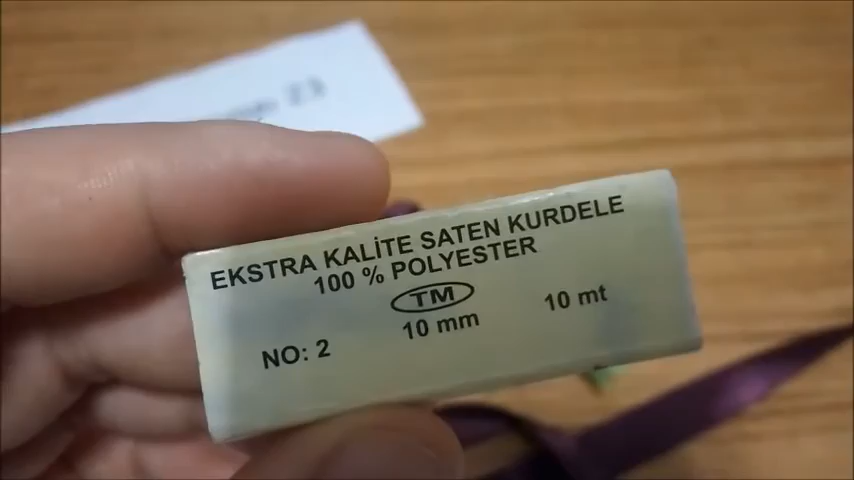 EKSTRA KALİTE SATEN KURDELE
100 % POLYESTER
TM
NO: 2 10 mm 10 mt